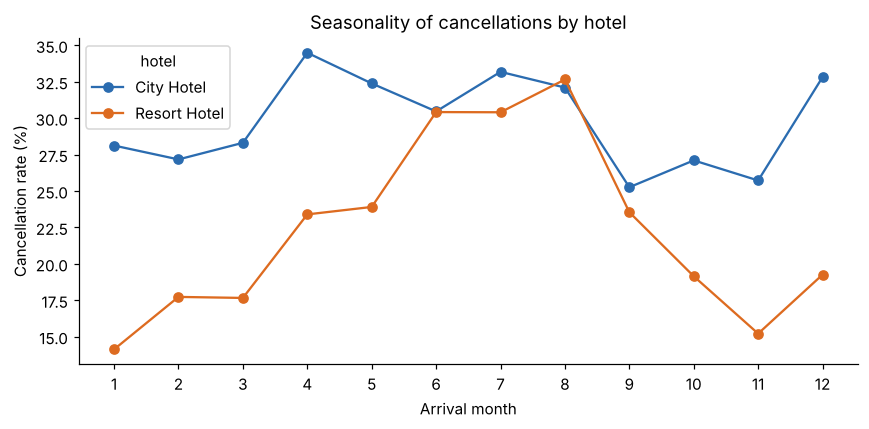 Seasonality of cancellations by hotel
hotel
City Hotel
Resort Hotel
Cancellation rate (%)
35.0
32.5
30.0
27.5
25.0
22.5
20.0
17.5
15.0
1 2 3 4 5 6 7 8 9 10 11 12
Arrival month